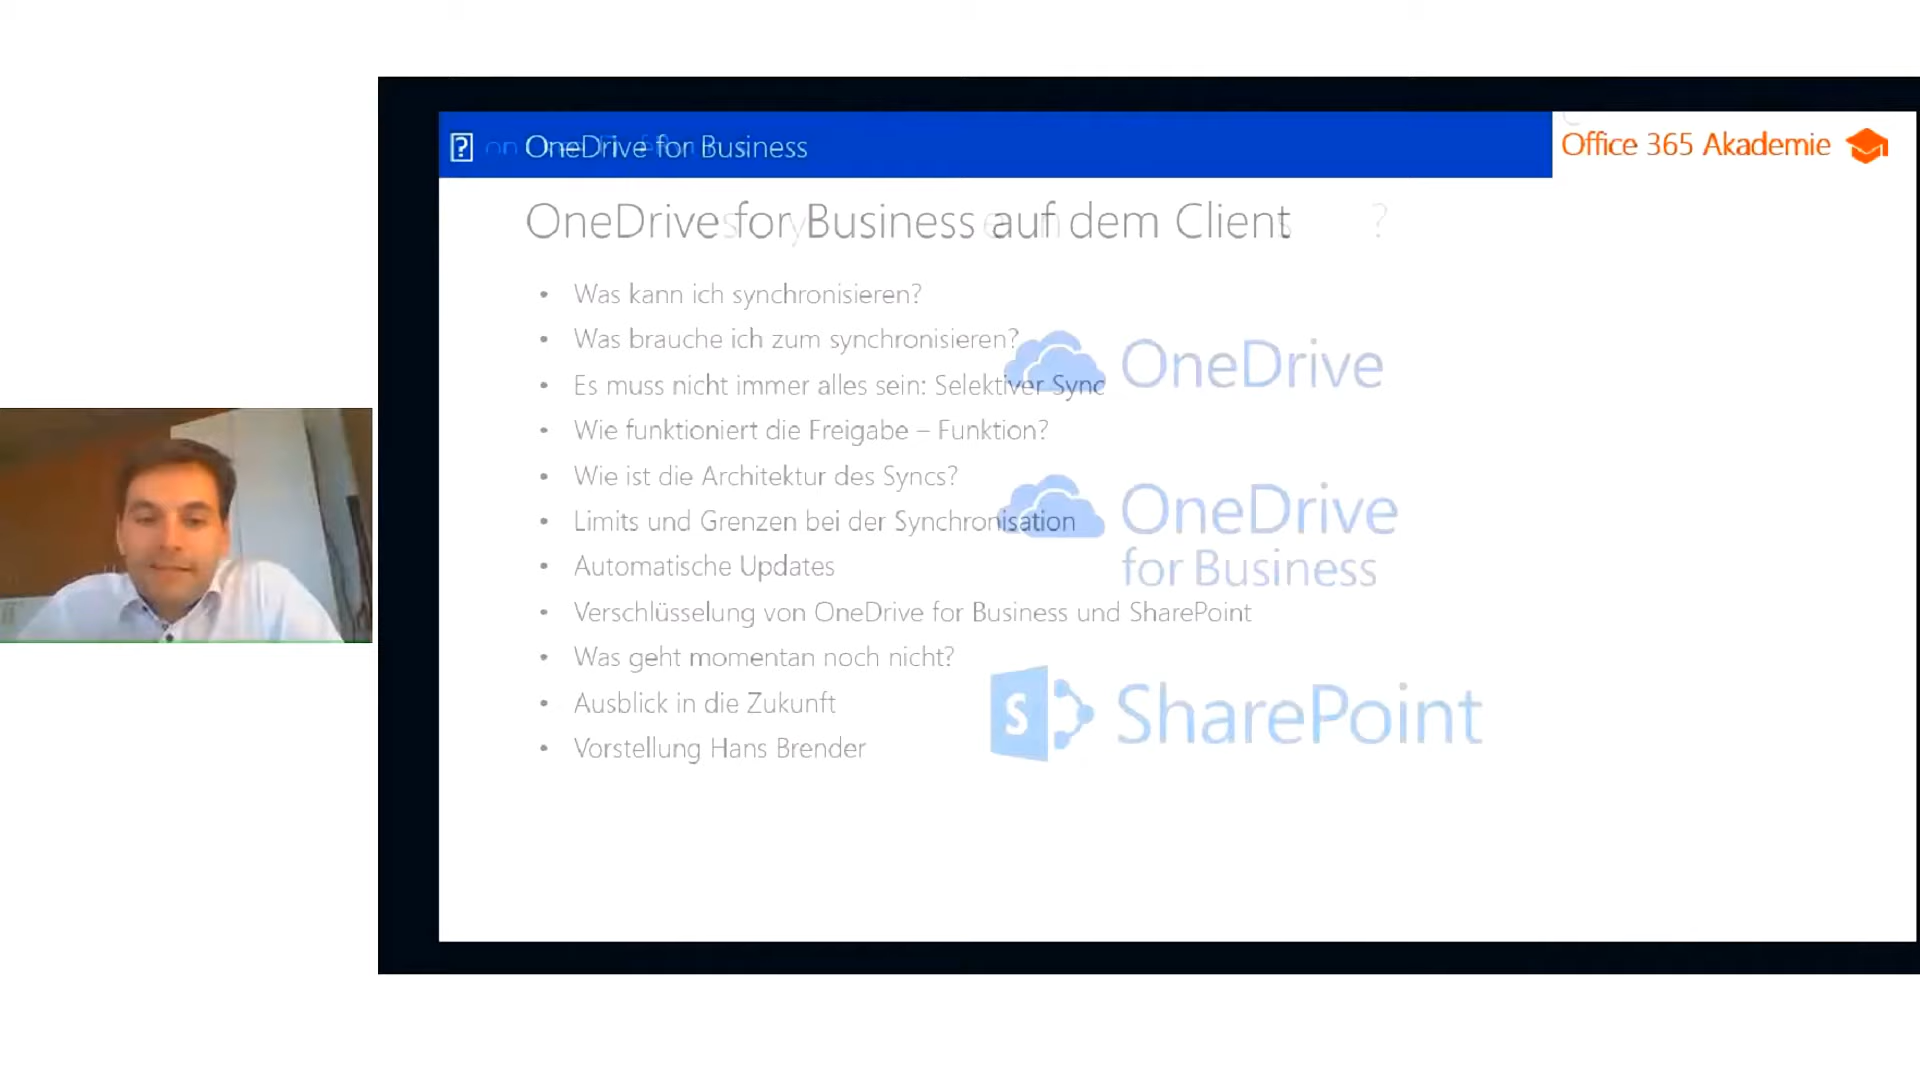 OneDrive for Business
Office 365 Akademie
OneDrive for Business auf dem Client
?
• Was kann ich synchronisieren?
• Was brauche ich zum synchronisieren?
• Es muss nicht immer alles sein: Selektiver Sync
• Wie funktioniert die Freigabe – Funktion?
• Wie ist die Architektur des Syncs?
• Limits und Grenzen bei der Synchronisation
• Automatische Updates
• Verschlüsselung von OneDrive for Business und SharePoint
• Was geht momentan noch nicht?
• Ausblick in die Zukunft
• Vorstellung Hans Brender
OneDrive
OneDrive
for Business
S SharePoint